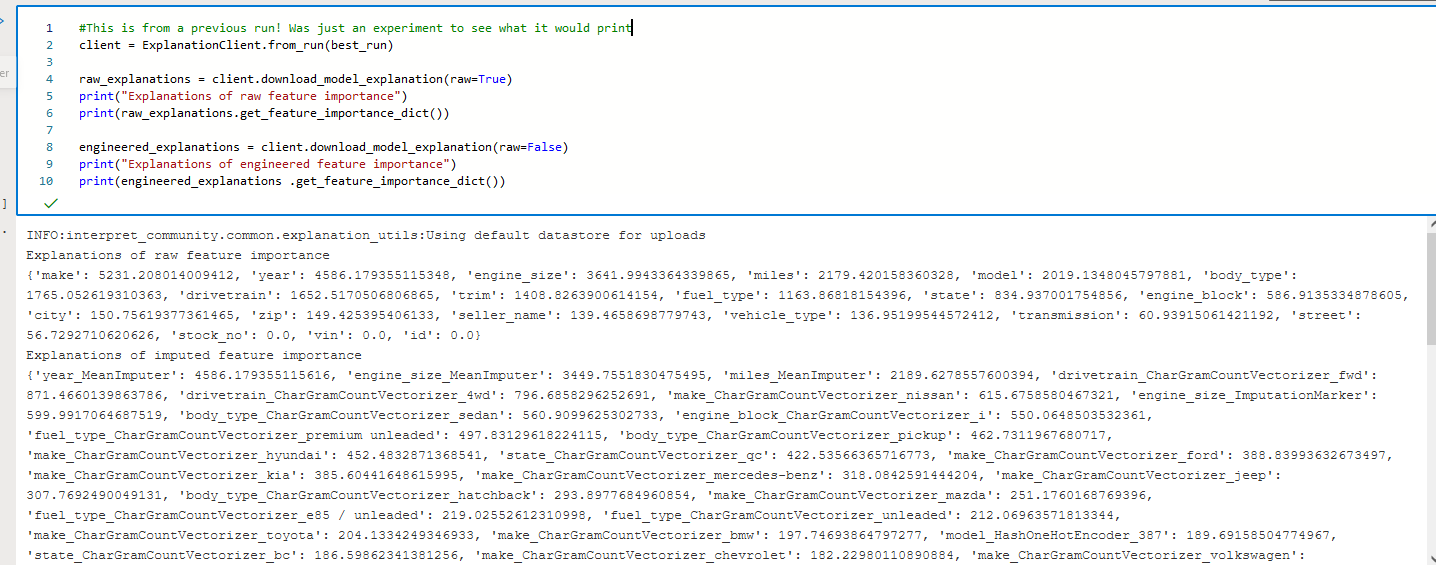 1 #This is from a previous run! Was just an experiment to see what it would print
2 client = ExplanationClient.from_run(best_run)
3
4 raw_explanations = client.download_model_explanation(raw=True)
5 print("Explanations of raw feature importance")
6 print(raw_explanations.get_feature_importance_dict())
7
8 engineered_explanations = client.download_model_explanation(raw=False)
9 print("Explanations of engineered feature importance")
10 print(engineered_explanations .get_feature_importance_dict())
er
]
INFO:interpret_community.common.explanation_utils:Using default datastore for uploads
Explanations of raw feature importance
{'make': 5231.208014009412, 'year': 4586.179355115348, 'engine_size': 3641.9943364339865, 'miles': 2179.420158360328, 'model': 2019.1348045797881, 'body_type':
1765.052619310363, 'drivetrain': 1652.5170506806865, 'trim': 1408.8263900614154, 'fuel_type': 1163.86818154396, 'state': 834.937001754856, 'engine_block': 586.9135334878605,
'city': 150.75619377361465, 'zip': 149.425395406133, 'seller_name': 139.4658698779743, 'vehicle_type': 136.95199544572412, 'transmission': 60.93915061421192, 'street':
56.7292710620626, 'stock_no': 0.0, 'vin': 0.0, 'id': 0.0}
Explanations of imputed feature importance
{'year_MeanImputer': 4586.179355115616, 'engine_size_MeanImputer': 3449.7551830475495, 'miles_MeanImputer': 2189.6278557600394, 'drivetrain_CharGramCountVectorizer_fwd':
871.4660139863786, 'drivetrain_CharGramCountVectorizer_4wd': 796.6858296252691, 'make_CharGramCountVectorizer_nissan': 615.6758580467321, 'engine_size_ImputationMarker':
599.9917064687519, 'body_type_CharGramCountVectorizer_sedan': 560.9099625302733, 'engine_block_CharGramCountVectorizer_i': 550.0648503532361,
'fuel_type_CharGramCountVectorizer_premium unleaded': 497.83129618224115, 'body_type_CharGramCountVectorizer_pickup': 462.7311967680717,
'make_CharGramCountVectorizer_hyundai': 452.4832871368541, 'state_CharGramCountVectorizer_qc': 422.53566365716773, 'make_CharGramCountVectorizer_ford': 388.83993632673497,
'make_CharGramCountVectorizer_kia': 385.60441648615995, 'make_CharGramCountVectorizer_mercedes-benz': 318.0842591444204, 'make_CharGramCountVectorizer_jeep':
307.7692490049131, 'body_type_CharGramCountVectorizer_hatchback': 293.8977684960854, 'make_CharGramCountVectorizer_mazda': 251.1760168769396,
'fuel_type_CharGramCountVectorizer_e85 / unleaded': 219.02552612310998, 'fuel_type_CharGramCountVectorizer_unleaded': 212.06963571813344,
'make_CharGramCountVectorizer_toyota': 204.1334249346933, 'make_CharGramCountVectorizer_bmw': 197.74693864797277, 'model_HashOneHotEncoder_387': 189.69158504774967,
'state_CharGramCountVectorizer_bc': 186.59862341381256, 'make_CharGramCountVectorizer_chevrolet': 182.22980110890884, 'make_CharGramCountVectorizer_volkswagen':